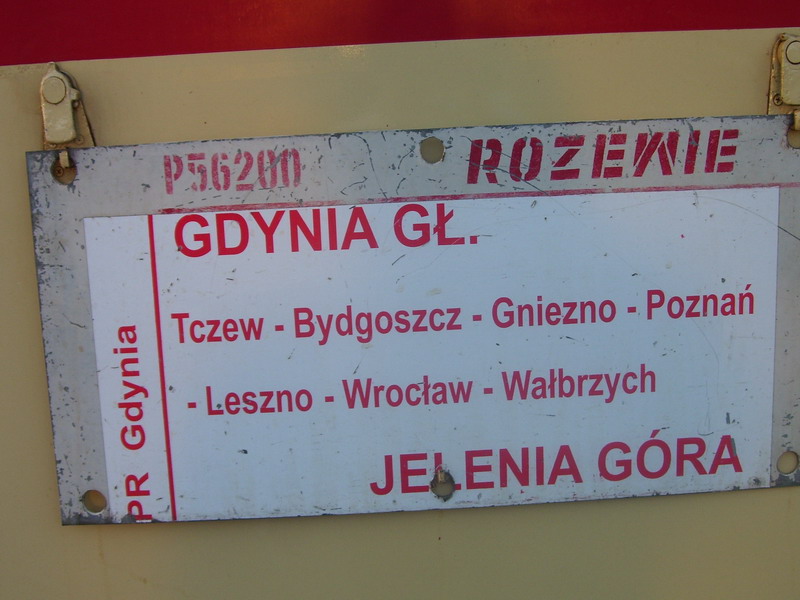 P56200 ROZEWIE
GDYNIA GŁ.
Tczew - Bydgoszcz - Gniezno - Poznań
- Leszno - Wrocław - Wałbrzych
JELENIA GÓRA
PR Gdynia